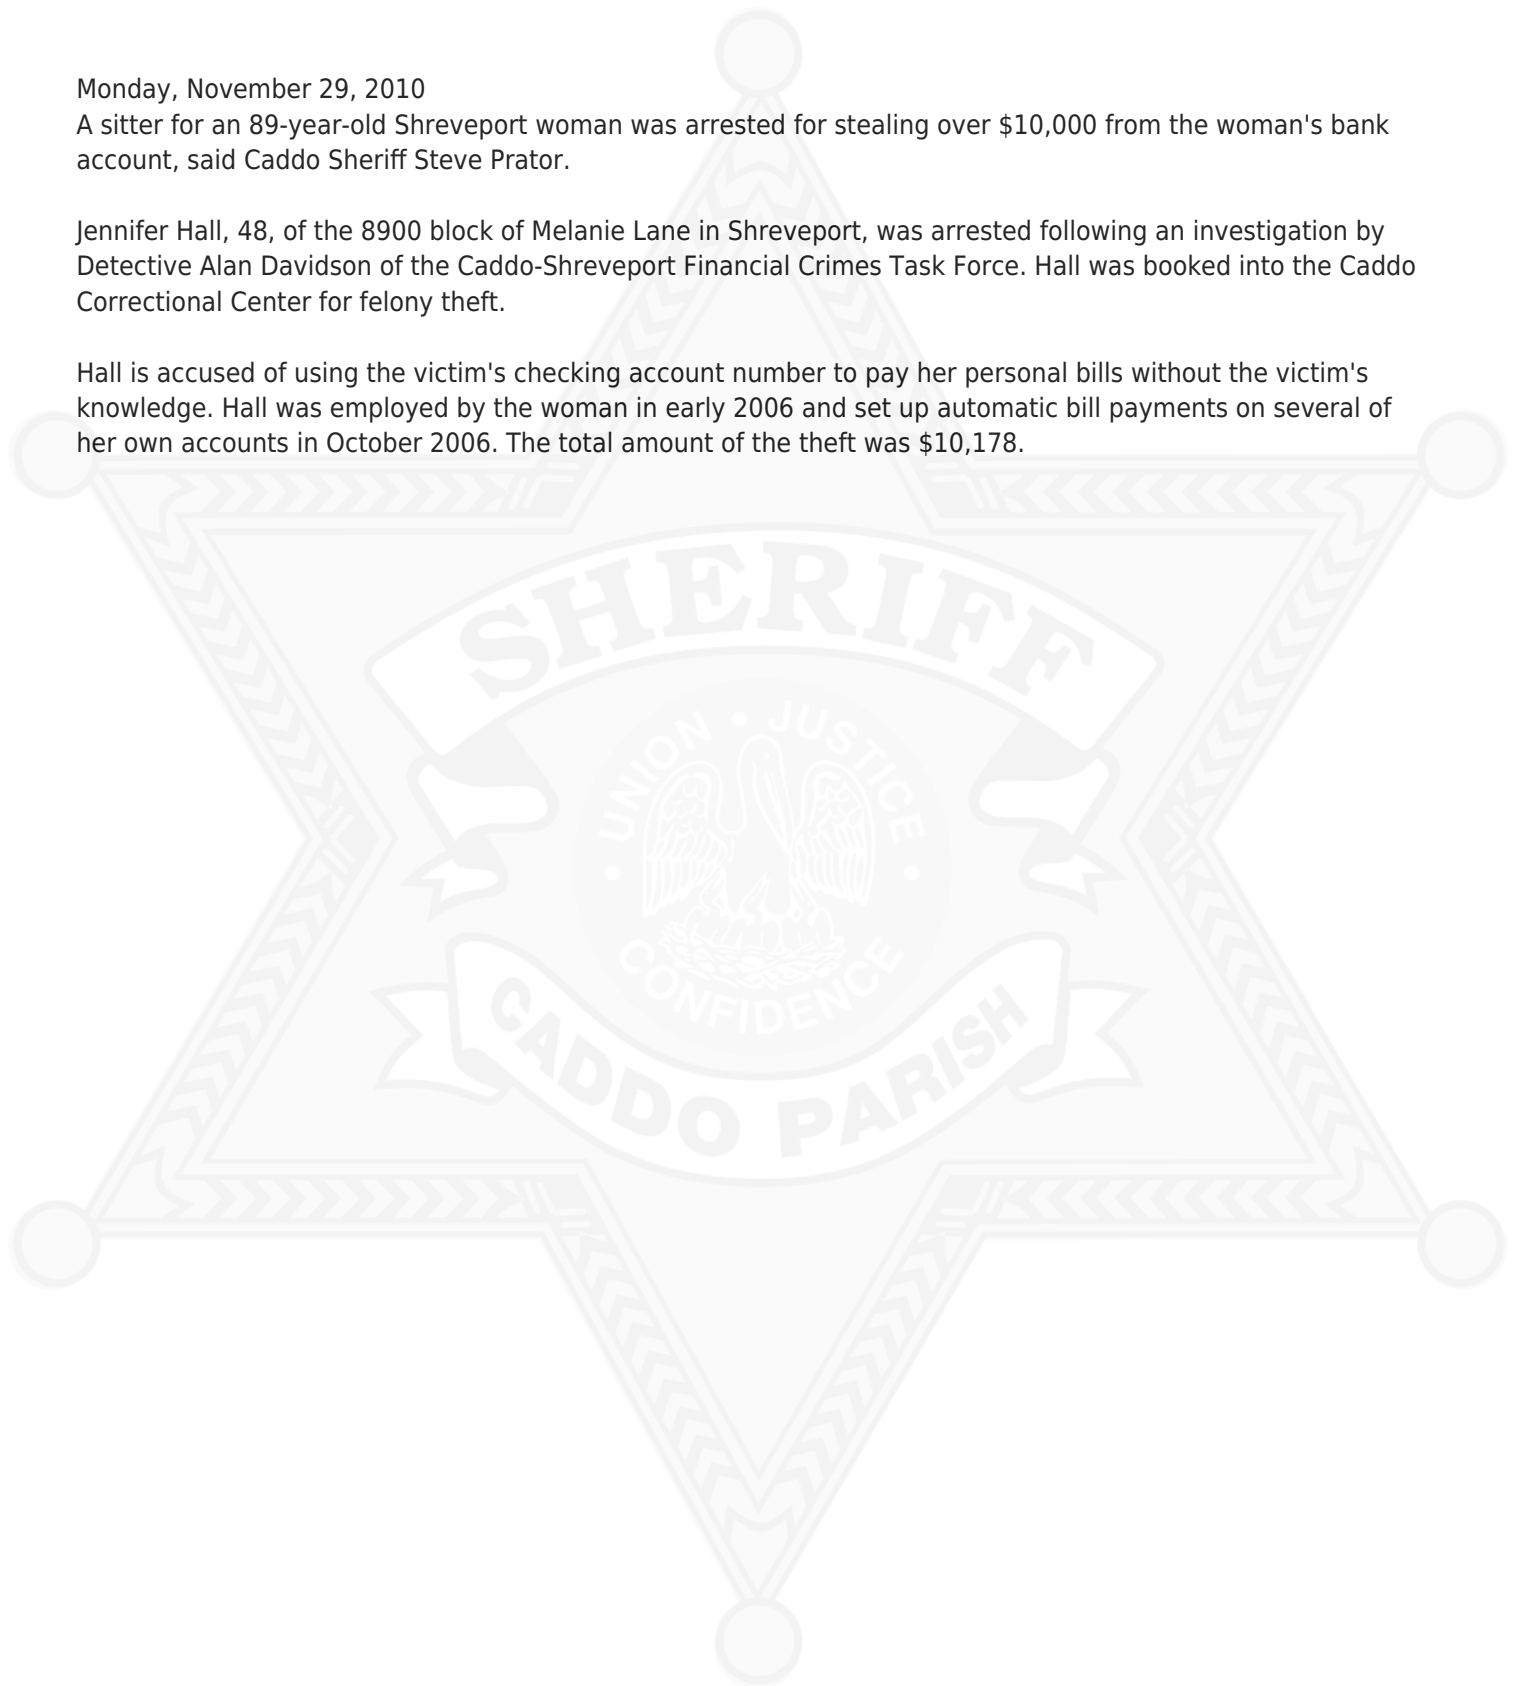 Monday, November 29, 2010
A sitter for an 89-year-old Shreveport woman was arrested for stealing over $10,000 from the woman's bank
account, said Caddo Sheriff Steve Prator.
Jennifer Hall, 48, of the 8900 block of Melanie Lane in Shreveport, was arrested following an investigation by
Detective Alan Davidson of the Caddo-Shreveport Financial Crimes Task Force. Hall was booked into the Caddo
Correctional Center for felony theft.
Hall is accused of using the victim's checking account number to pay her personal bills without the victim's
knowledge. Hall was employed by the woman in early 2006 and set up automatic bill payments on several of
her own accounts in October 2006. The total amount of the theft was $10,178.
SHERIFF
UNION • JUSTICE
• CONFIDENCE •
CADDO PARISH